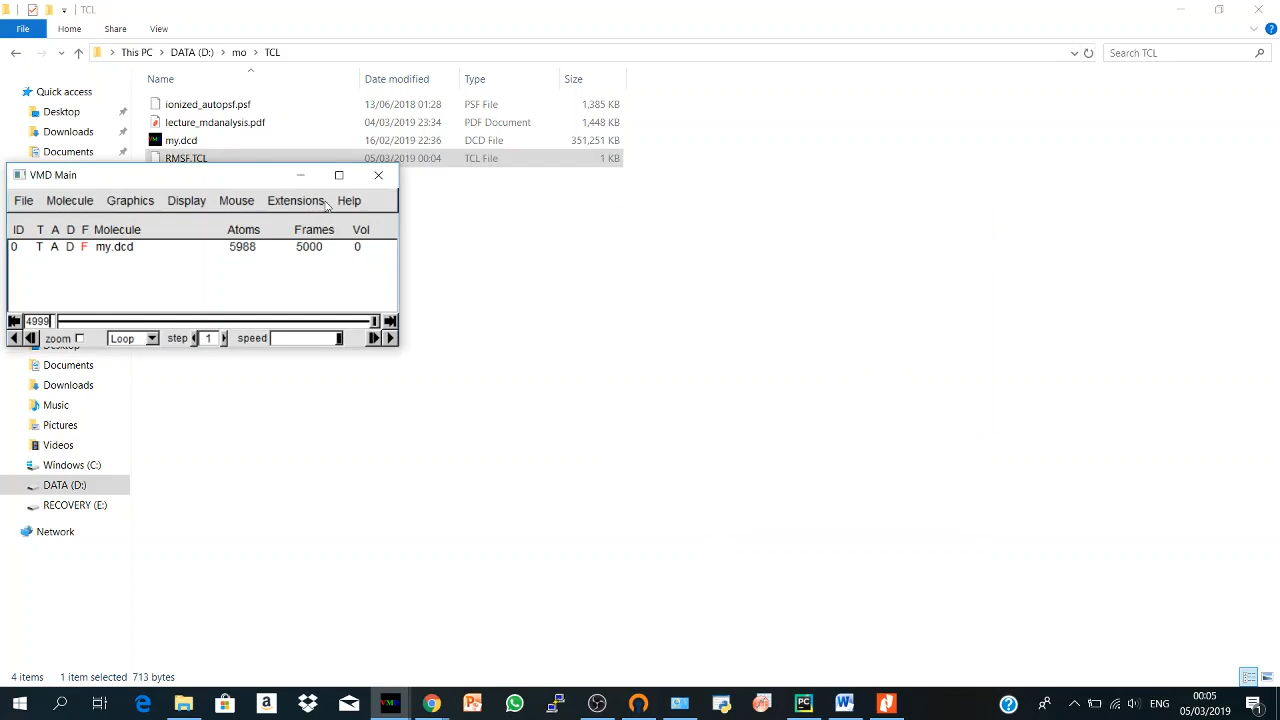 TCL
File Home Share View
This PC DATA (D:) mo TCL
Search TCL
Name Date modified Type Size
Quick access
Desktop
Downloads
Documents
ionized_autopsf.psf 13/06/2018 01:28 PSF File 1,385 KB
lecture_mdanalysis.pdf 04/03/2019 23:34 PDF Document 1,448 KB
my.dcd 16/02/2019 22:36 DCD File 351,251 KB
RMSF.TCL 05/03/2019 00:04 TCL File 1 KB
VMD Main
File Molecule Graphics Display Mouse Extensions Help
ID T A D F Molecule Atoms Frames Vol
0 T A D F my.dcd 5988 5000 0
4999
zoom Loop step 1 speed
Desktop
Documents
Downloads
Music
Pictures
Videos
Windows (C:)
DATA (D:)
RECOVERY (E:)
Network
4 items 1 item selected 713 bytes
ENG
00:05
05/03/2019